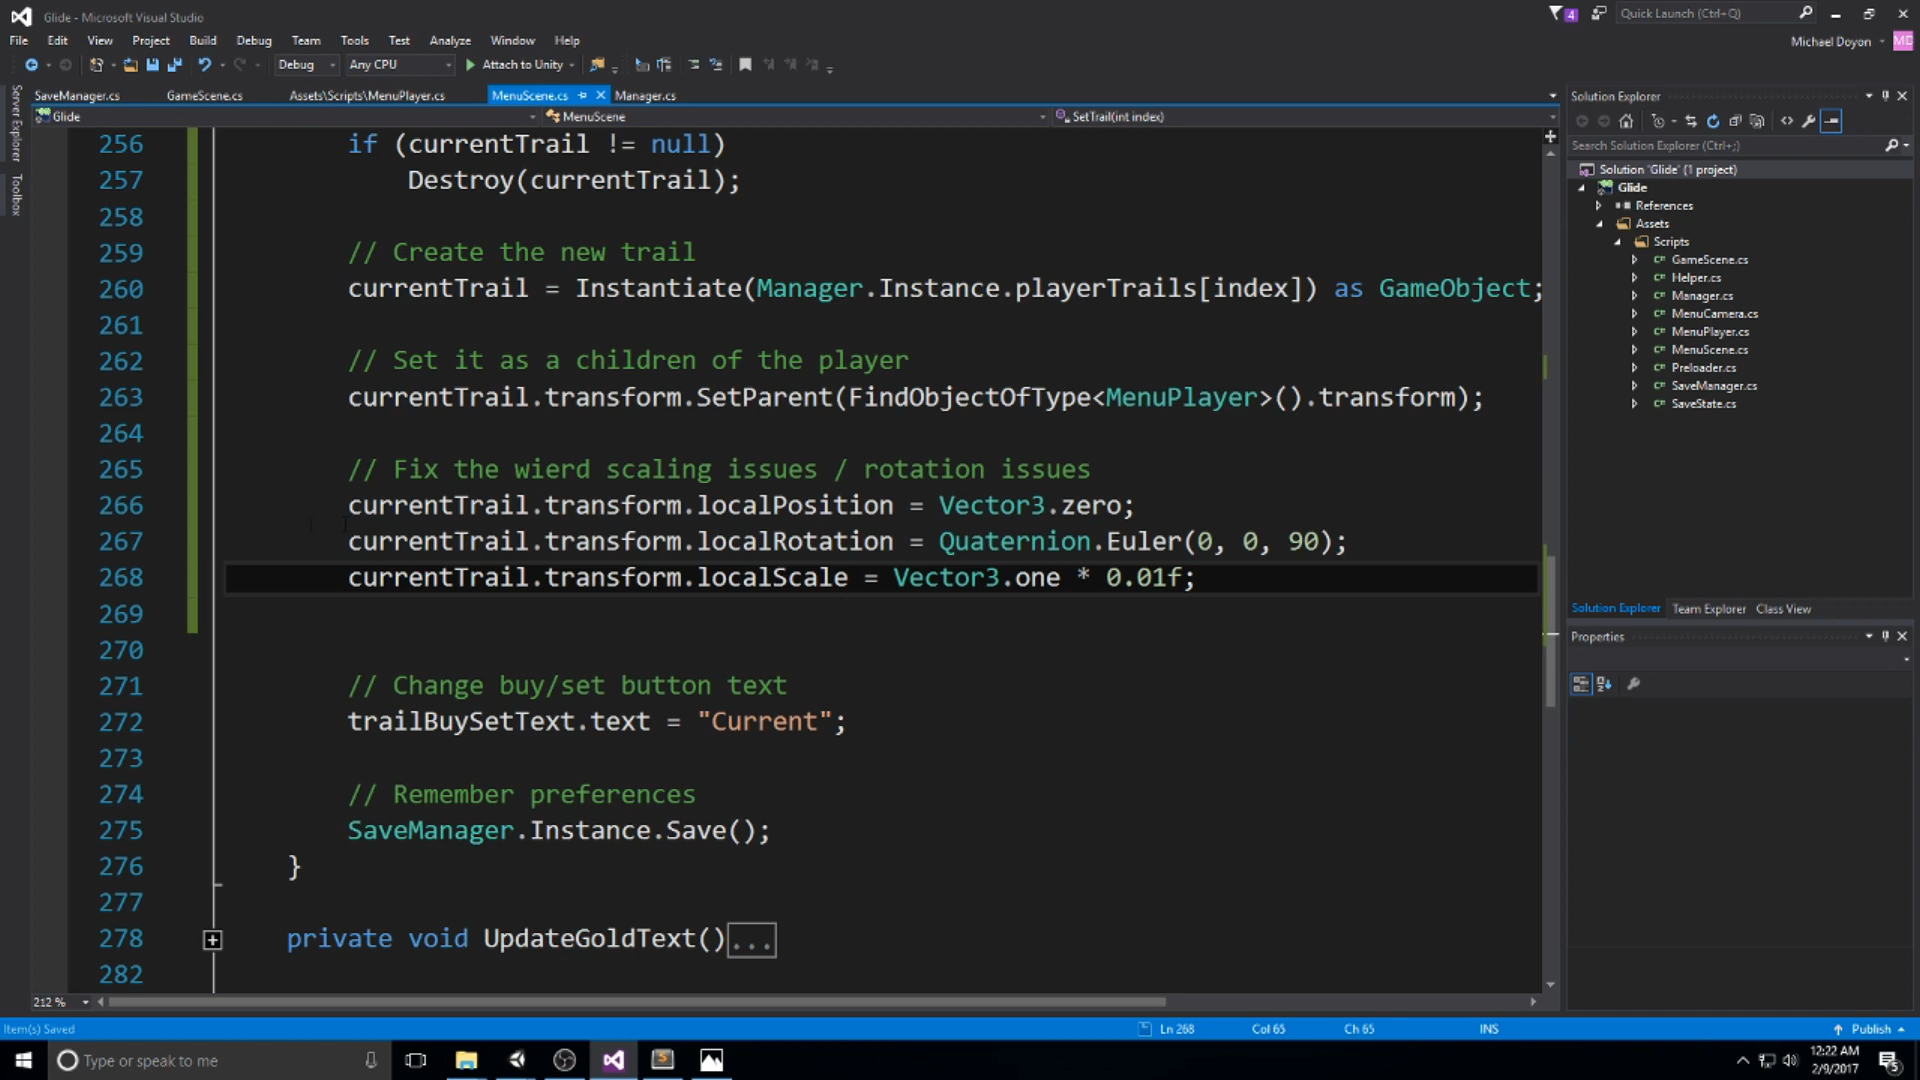 Glide - Microsoft Visual Studio
4
Quick Launch (Ctrl+Q)
File Edit View Project Build Debug Team Tools Test Analyze Window Help
Michael Doyon MD
Debug Any CPU Attach to Unity
SaveManager.cs GameScene.cs Assets\Scripts\MenuPlayer.cs MenuScene.cs Manager.cs
Glide MenuScene SetTrail(int index)
Server Explorer
Toolbox
256 if (currentTrail != null)
257 Destroy(currentTrail);
258
259 // Create the new trail
260 currentTrail = Instantiate(Manager.Instance.playerTrails[index]) as GameObject;
261
262 // Set it as a children of the player
263 currentTrail.transform.SetParent(FindObjectOfType<MenuPlayer>().transform);
264
265 // Fix the wierd scaling issues / rotation issues
266 currentTrail.transform.localPosition = Vector3.zero;
267 currentTrail.transform.localRotation = Quaternion.Euler(0, 0, 90);
268 currentTrail.transform.localScale = Vector3.one * 0.01f;
269
270
271 // Change buy/set button text
272 trailBuySetText.text = "Current";
273
274 // Remember preferences
275 SaveManager.Instance.Save();
276 }
277
278 private void UpdateGoldText()...
282
212 %
Solution Explorer
Search Solution Explorer (Ctrl+;)
Solution 'Glide' (1 project)
Glide
References
Assets
Scripts
GameScene.cs
Helper.cs
Manager.cs
MenuCamera.cs
MenuPlayer.cs
MenuScene.cs
Preloader.cs
SaveManager.cs
SaveState.cs
Solution Explorer Team Explorer Class View
Properties
Item(s) Saved Ln 268 Col 65 Ch 65 INS Publish
Type or speak to me
12:22 AM
2/9/2017
5